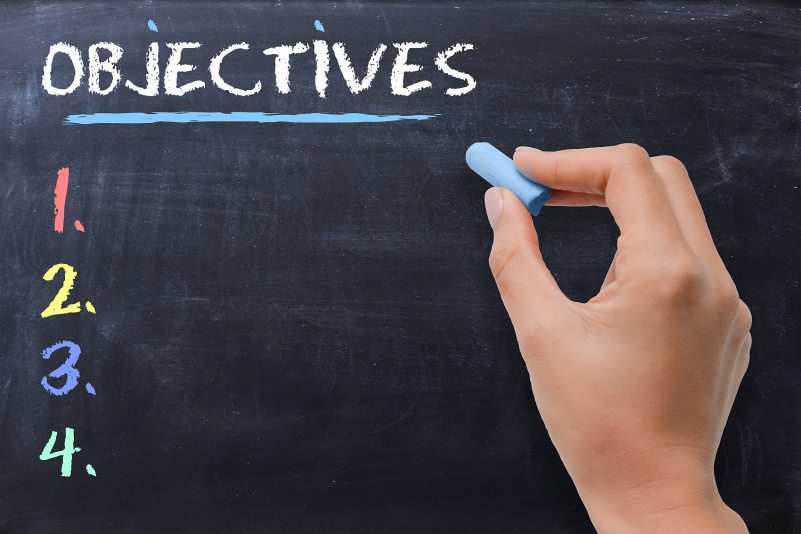 OBJECTIVES
1.
2.
3.
4.